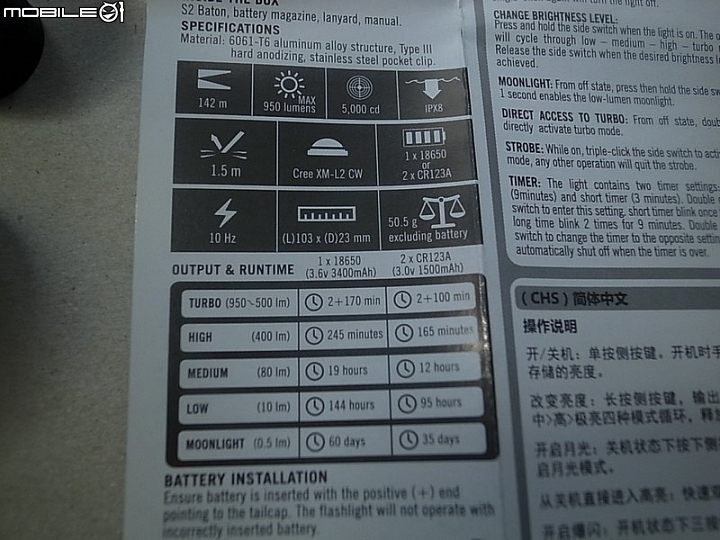 MOBILE01
INSIDE THE BOX
S2 Baton, battery magazine, lanyard, manual.
SPECIFICATIONS
Material: 6061-T6 aluminum alloy structure, Type III
hard anodizing, stainless steel pocket clip.
142 m
MAX
950 lumens
5,000 cd
IPX8
1.5 m
Cree XM-L2 CW
1 x 18650
or
2 x CR123A
10 Hz
(L)103 x (D)23 mm
50.5 g
excluding battery
OUTPUT & RUNTIME
1 x 18650
(3.6v 3400mAh)
2 x CR123A
(3.0v 1500mAh)
TURBO (950~500 lm) 2+170 min 2+100 min
HIGH (400 lm) 245 minutes 165 minutes
MEDIUM (80 lm) 19 hours 12 hours
LOW (10 lm) 144 hours 95 hours
MOONLIGHT (0.5 lm) 60 days 35 days
BATTERY INSTALLATION
Ensure battery is inserted with the positive (+) end
pointing to the tailcap. The flashlight will not operate with
incorrectly inserted battery.
again will turn the light off.
CHANGE BRIGHTNESS LEVEL:
Press and hold the side switch when the light is on. The
will cycle through low – medium – high – turbo
Release the side switch when the desired brightness
achieved.
MOONLIGHT: From off state, press then hold the side
1 second enables the low-lumen moonlight.
DIRECT ACCESS TO TURBO: From off state,
directly activate turbo mode.
STROBE: While on, triple-click the side switch to
mode, any other operation will quit the strobe.
TIMER: The light contains two timer settings:
(9minutes) and short timer (3 minutes). Double
switch to enter this setting, short timer blink once
long time blink 2 times for 9 minutes. Double
switch to change the timer to the opposite
automatically shut off when the timer is over.
(CHS) 简体中文
操作说明
开/关机：单按侧按键。开机时
存储的亮度。
改变亮度：长按侧按键，输出
中>高>极亮四种模式循环，释
开启月光：关机状态下按下侧
启月光模式。
从关机直接进入高亮：快速
开启爆闪：开机状态下三按